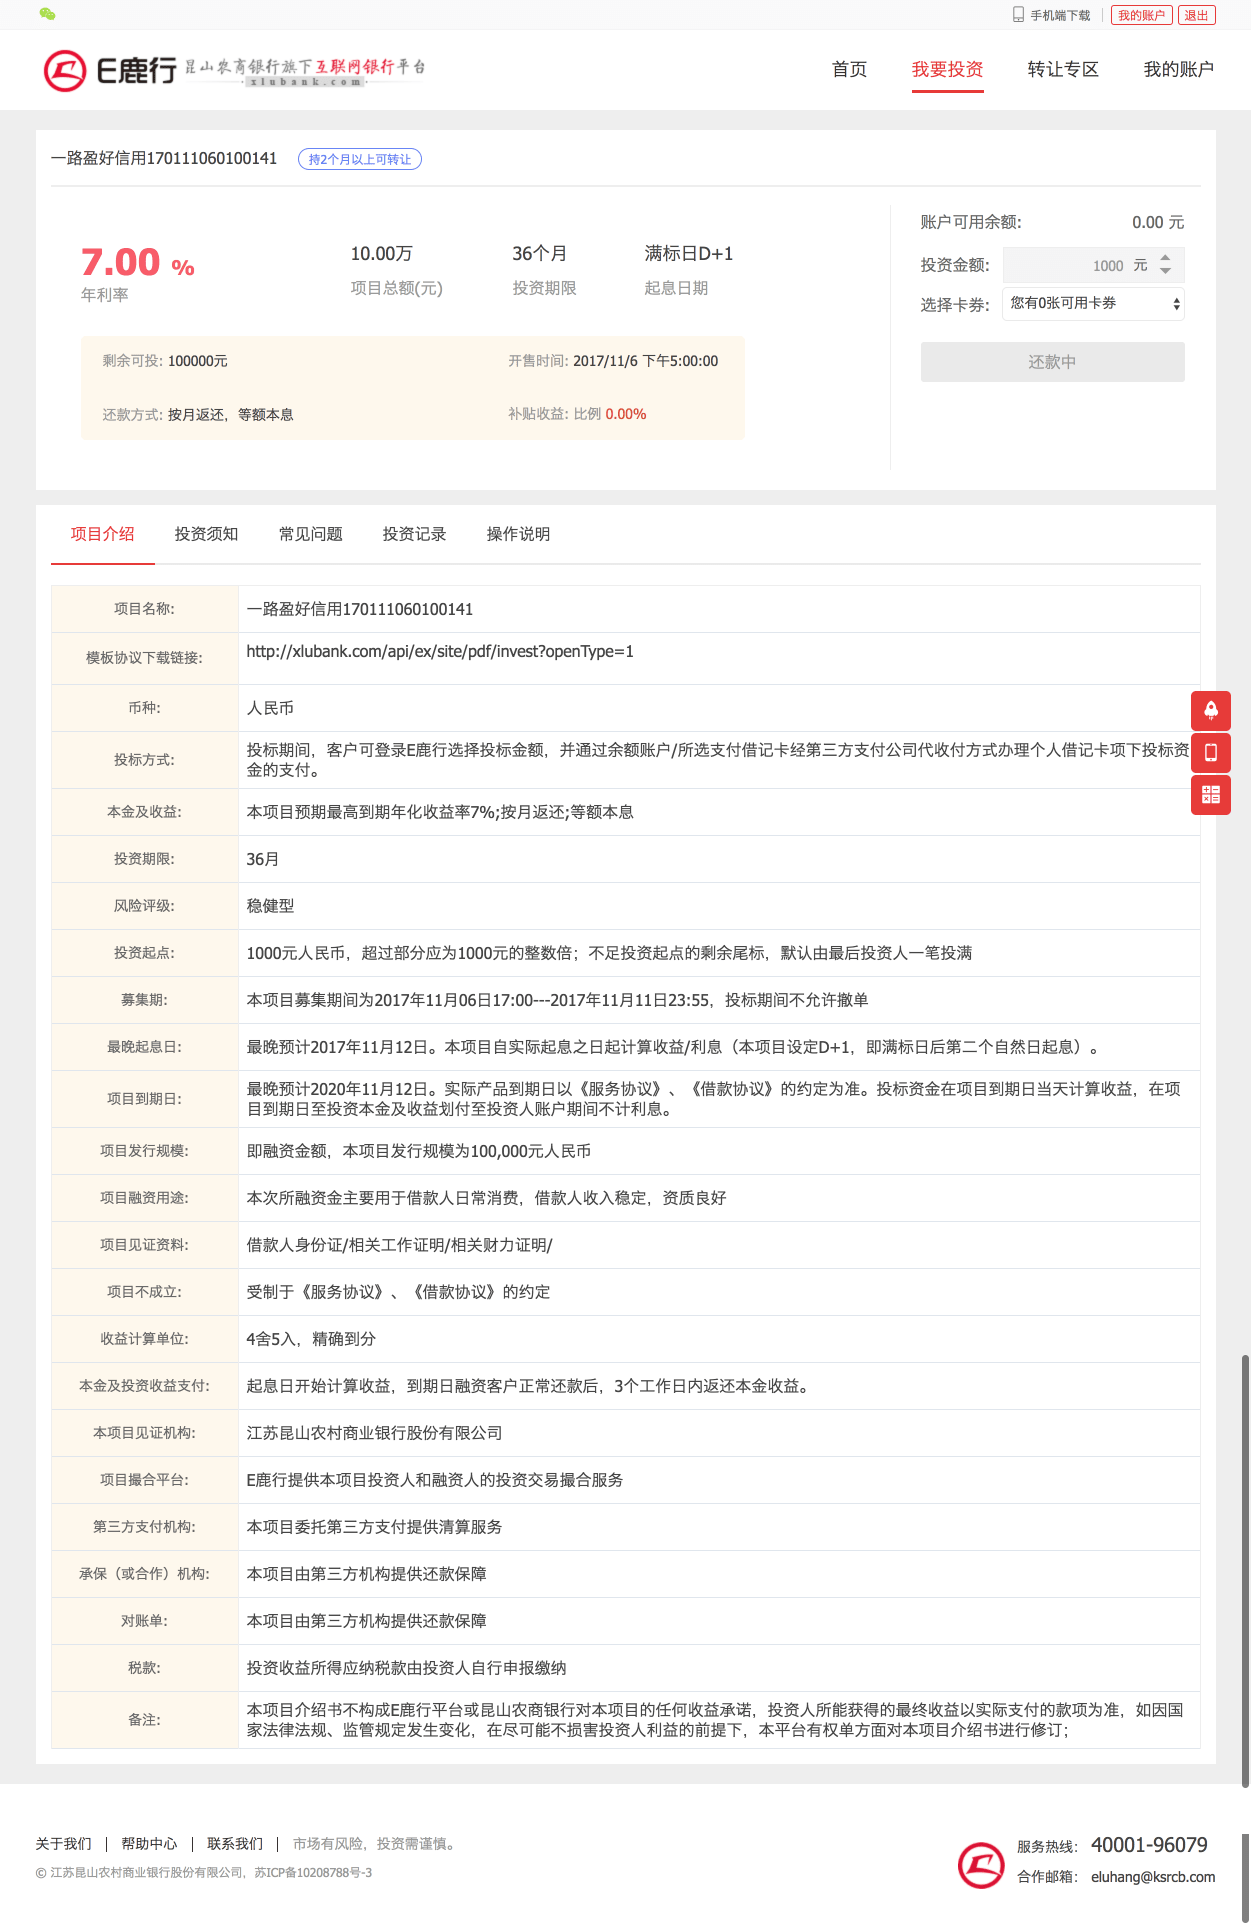 手机端下载
我的账户
退出
E鹿行
昆山农商银行旗下互联网银行平台
·xlubank.com·
首页
我要投资
转让专区
我的账户
一路盈好信用170111060100141
持2个月以上可转让
7.00 %
年利率
10.00万
项目总额(元)
36个月
投资期限
满标日D+1
起息日期
剩余可投: 100000元
开售时间: 2017/11/6 下午5:00:00
还款方式: 按月返还，等额本息
补贴收益: 比例 0.00%
账户可用余额: 0.00 元
投资金额: 1000 元
选择卡券: 您有0张可用卡券
还款中
项目介绍
投资须知
常见问题
投资记录
操作说明
项目名称: 一路盈好信用170111060100141
模板协议下载链接: http://xlubank.com/api/ex/site/pdf/invest?openType=1
币种: 人民币
投标方式: 投标期间，客户可登录E鹿行选择投标金额，并通过余额账户/所选支付借记卡经第三方支付公司代收付方式办理个人借记卡项下投标资
金的支付。
本金及收益: 本项目预期最高到期年化收益率7%;按月返还;等额本息
投资期限: 36月
风险评级: 稳健型
投资起点: 1000元人民币，超过部分应为1000元的整数倍；不足投资起点的剩余尾标，默认由最后投资人一笔投满
募集期: 本项目募集期间为2017年11月06日17:00---2017年11月11日23:55，投标期间不允许撤单
最晚起息日: 最晚预计2017年11月12日。本项目自实际起息之日起计算收益/利息（本项目设定D+1，即满标日后第二个自然日起息）。
项目到期日: 最晚预计2020年11月12日。实际产品到期日以《服务协议》、《借款协议》的约定为准。投标资金在项目到期日当天计算收益，在项
目到期日至投资本金及收益划付至投资人账户期间不计利息。
项目发行规模: 即融资金额，本项目发行规模为100,000元人民币
项目融资用途: 本次所融资金主要用于借款人日常消费，借款人收入稳定，资质良好
项目见证资料: 借款人身份证/相关工作证明/相关财力证明/
项目不成立: 受制于《服务协议》、《借款协议》的约定
收益计算单位: 4舍5入，精确到分
本金及投资收益支付: 起息日开始计算收益，到期日融资客户正常还款后，3个工作日内返还本金收益。
本项目见证机构: 江苏昆山农村商业银行股份有限公司
项目撮合平台: E鹿行提供本项目投资人和融资人的投资交易撮合服务
第三方支付机构: 本项目委托第三方支付提供清算服务
承保（或合作）机构: 本项目由第三方机构提供还款保障
对账单: 本项目由第三方机构提供还款保障
税款: 投资收益所得应纳税款由投资人自行申报缴纳
备注: 本项目介绍书不构成E鹿行平台或昆山农商银行对本项目的任何收益承诺，投资人所能获得的最终收益以实际支付的款项为准，如因国
家法律法规、监管规定发生变化，在尽可能不损害投资人利益的前提下，本平台有权单方面对本项目介绍书进行修订；
关于我们 | 帮助中心 | 联系我们 | 市场有风险，投资需谨慎。
© 江苏昆山农村商业银行股份有限公司，苏ICP备10208788号-3
服务热线: 40001-96079
合作邮箱: eluhang@ksrcb.com